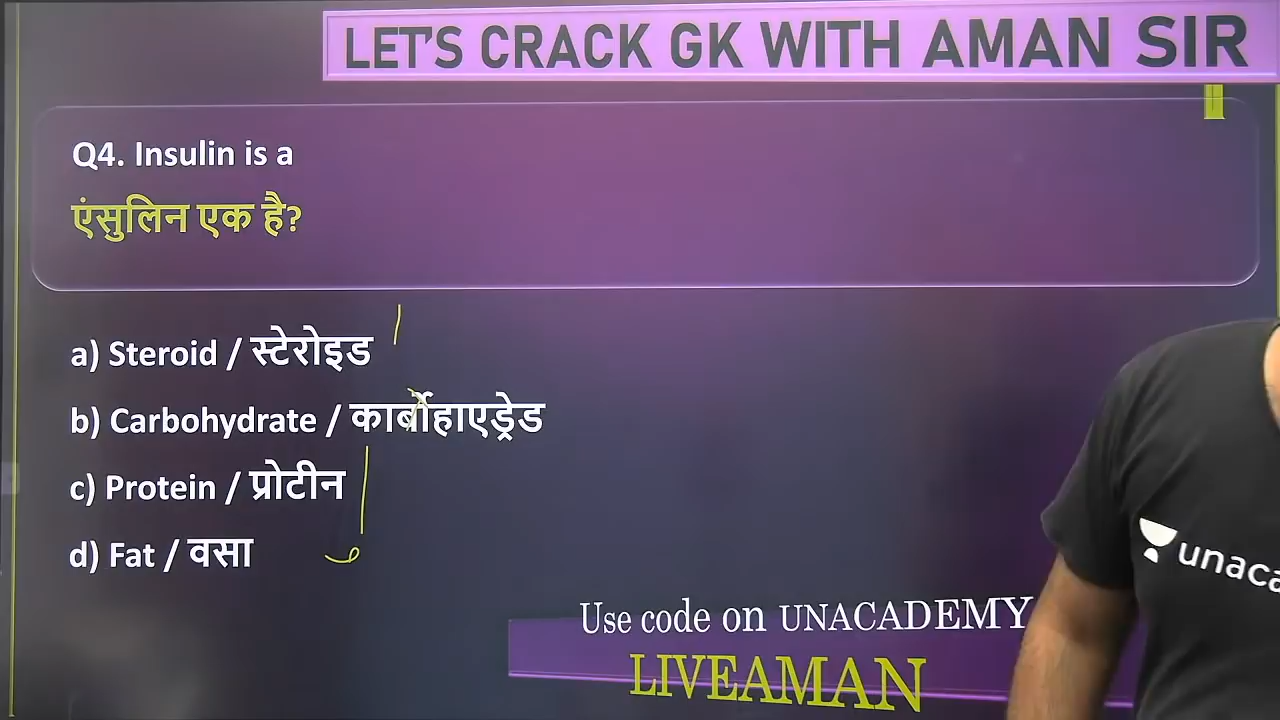 LET'S CRACK GK WITH AMAN SIR
Q4. Insulin is a
एंसुलिन एक है?
a) Steroid / स्टेरोइड
b) Carbohydrate / कार्बोहाएड्रेड
c) Protein / प्रोटीन
d) Fat / वसा
unaca
Use code on UNACADEMY
LIVEAMAN